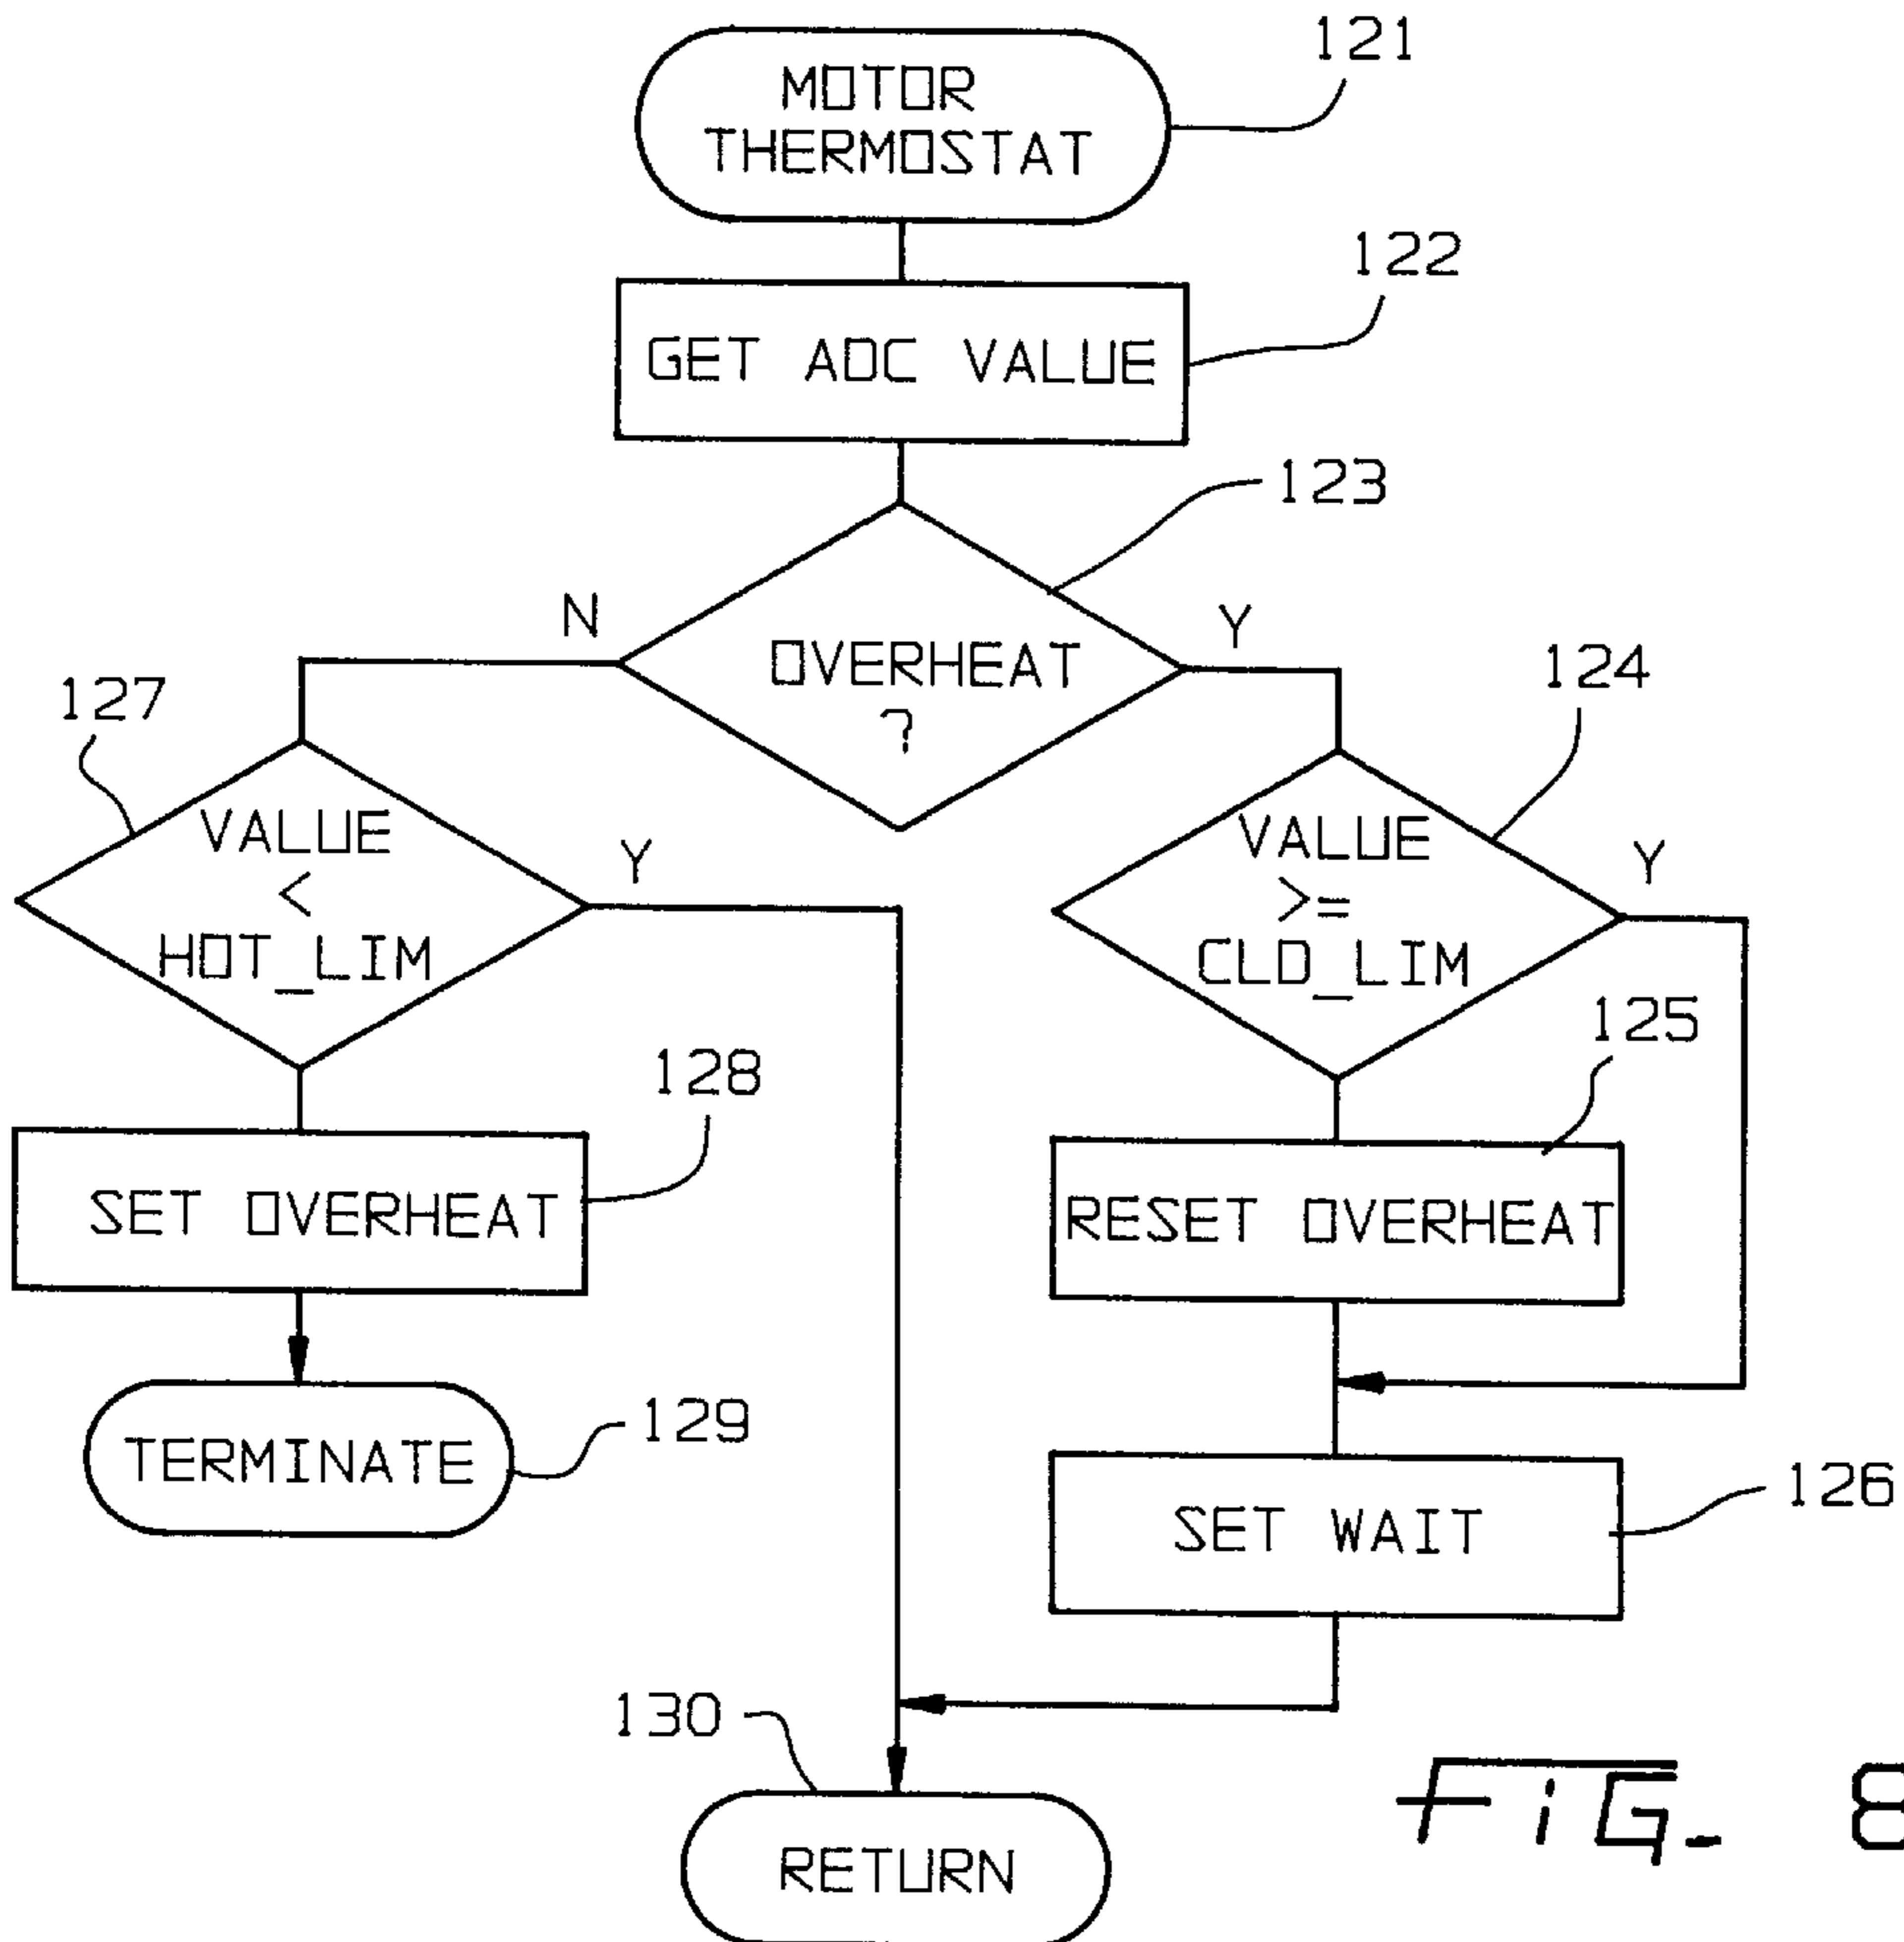 MOTOR
THERMOSTAT
121
GET ADC VALUE
122
OVERHEAT
?
123
N
Y
VALUE
<
HOT_LIM
127
Y
VALUE
>=
CLD_LIM
124
Y
SET OVERHEAT
128
RESET OVERHEAT
125
TERMINATE
129
SET WAIT
126
RETURN
130
FIG. 8